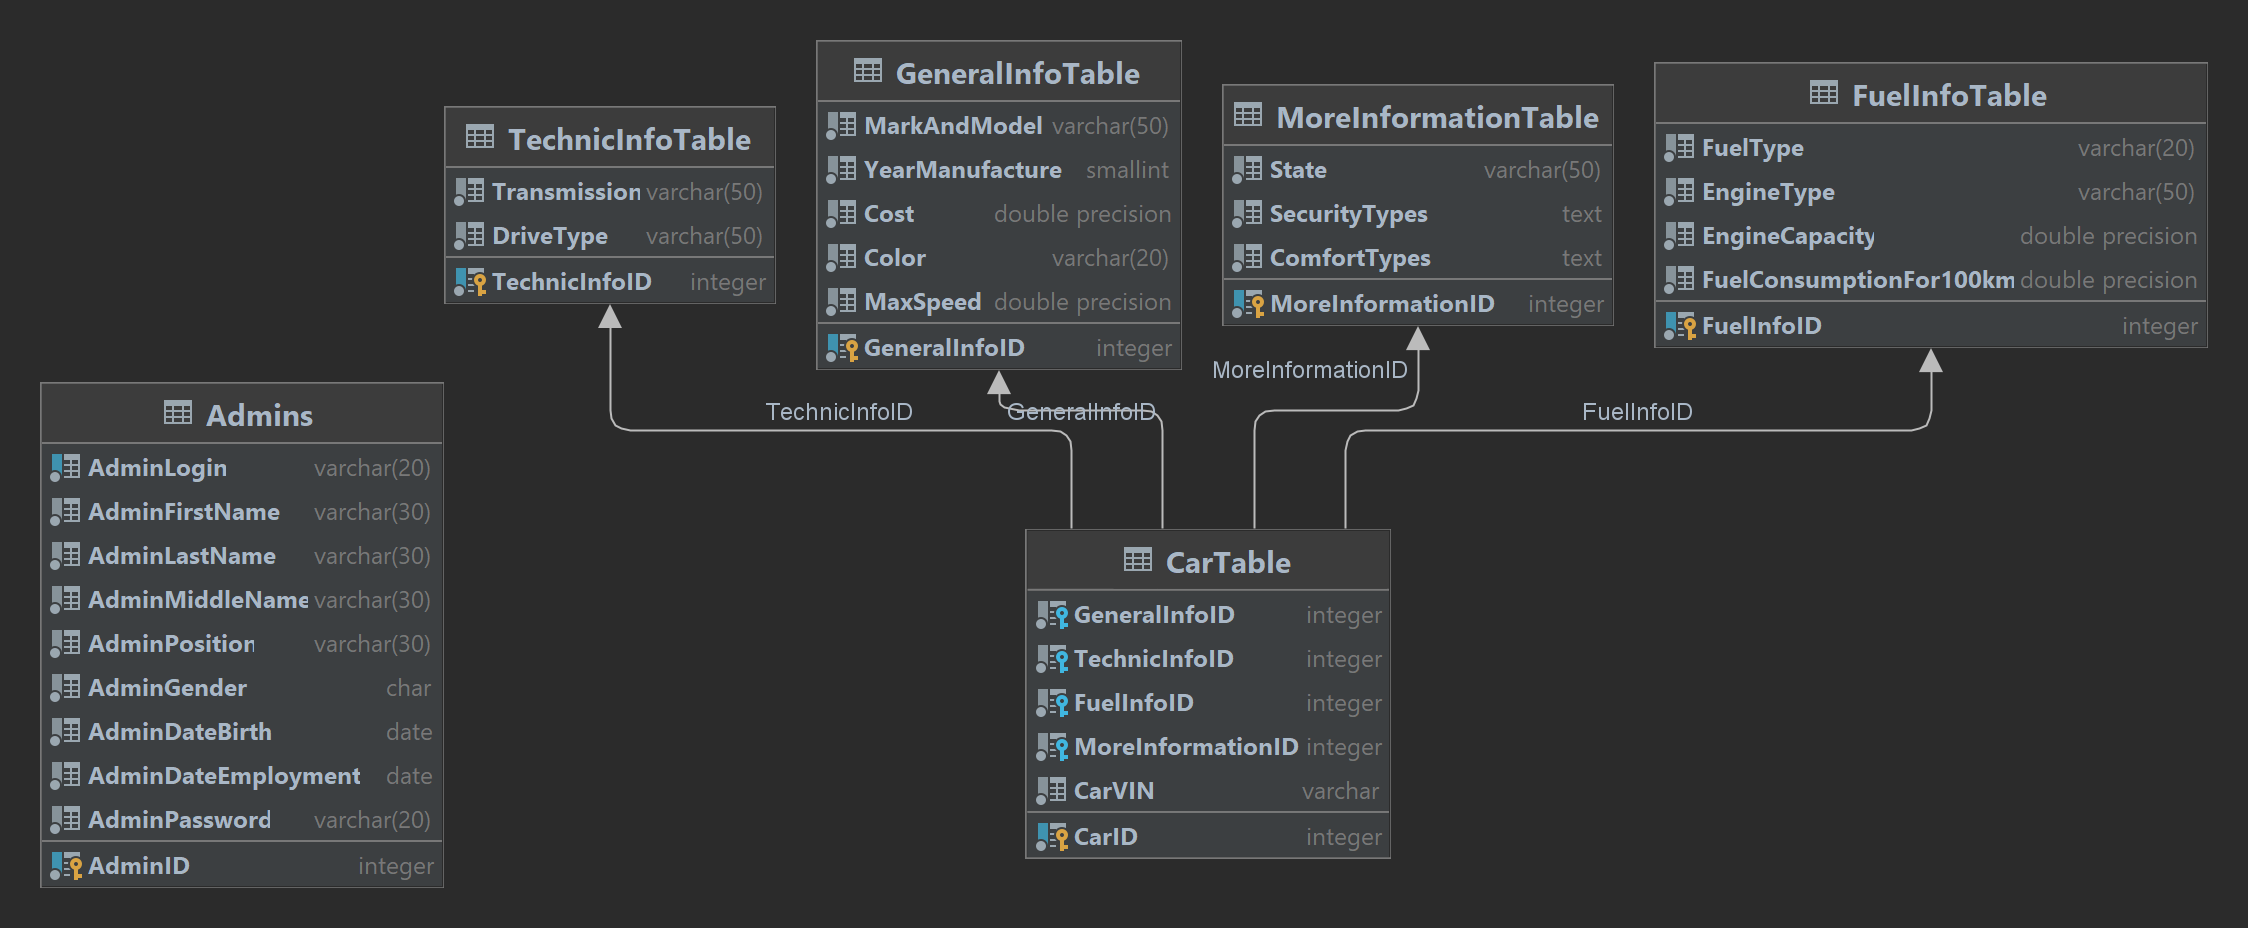 TechnicInfoTable
Transmission varchar(50)
DriveType varchar(50)
TechnicInfoID integer
GeneralInfoTable
MarkAndModel varchar(50)
YearManufacture smallint
Cost double precision
Color varchar(20)
MaxSpeed double precision
GeneralInfoID integer
MoreInformationTable
State varchar(50)
SecurityTypes text
ComfortTypes text
MoreInformationID integer
FuelInfoTable
FuelType varchar(20)
EngineType varchar(50)
EngineCapacity double precision
FuelConsumptionFor100km double precision
FuelInfoID integer
TechnicInfoID
GeneralInfoID
MoreInformationID
FuelInfoID
Admins
AdminLogin varchar(20)
AdminFirstName varchar(30)
AdminLastName varchar(30)
AdminMiddleName varchar(30)
AdminPosition varchar(30)
AdminGender char
AdminDateBirth date
AdminDateEmployment date
AdminPassword varchar(20)
AdminID integer
CarTable
GeneralInfoID integer
TechnicInfoID integer
FuelInfoID integer
MoreInformationID integer
CarVIN varchar
CarID integer